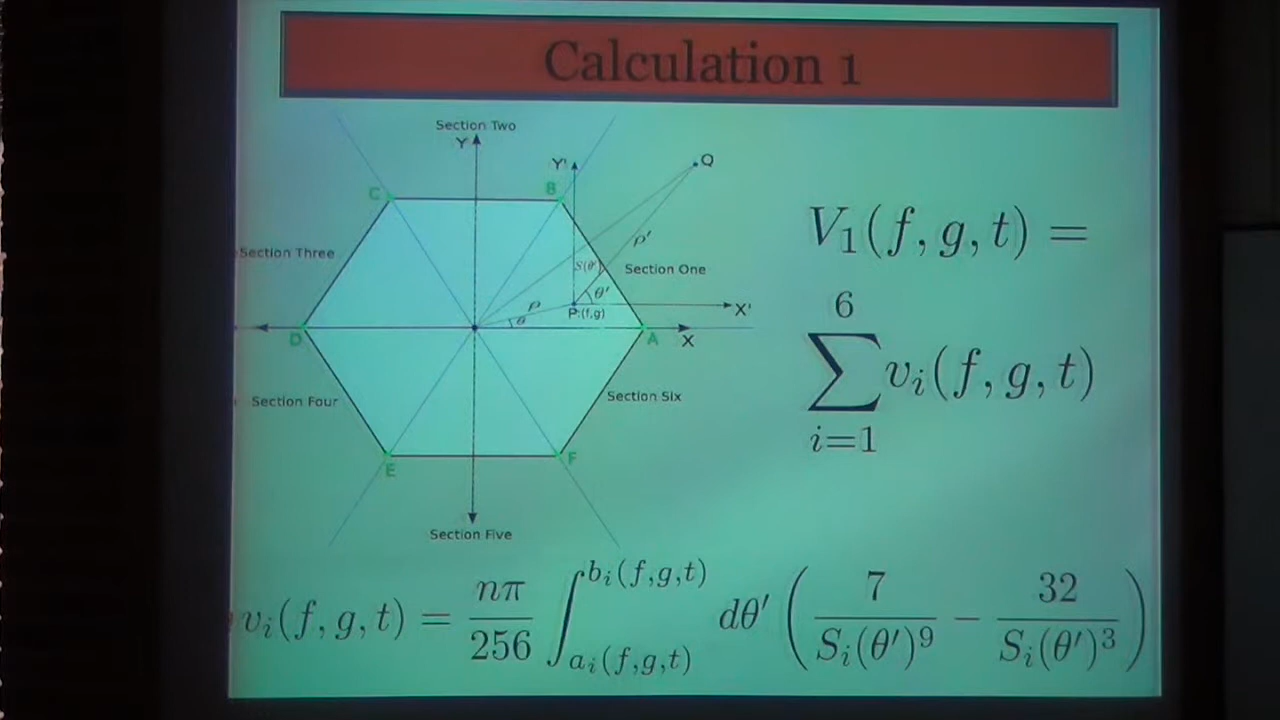 Calculation 1
Section Two
Y
Y'
Q
C
B
ρ'
Section Three
S(θ')
Section One
θ'
ρ
θ
P:(f,g)
X'
D
A
X
Section Four
Section Six
E
F
Section Five
V₁(f, g, t) =
6
∑ vᵢ(f, g, t)
i=1
vᵢ(f, g, t) = nπ/256 ∫_{aᵢ(f,g,t)}^{bᵢ(f,g,t)} dθ' (7/Sᵢ(θ')⁹ − 32/Sᵢ(θ')³)